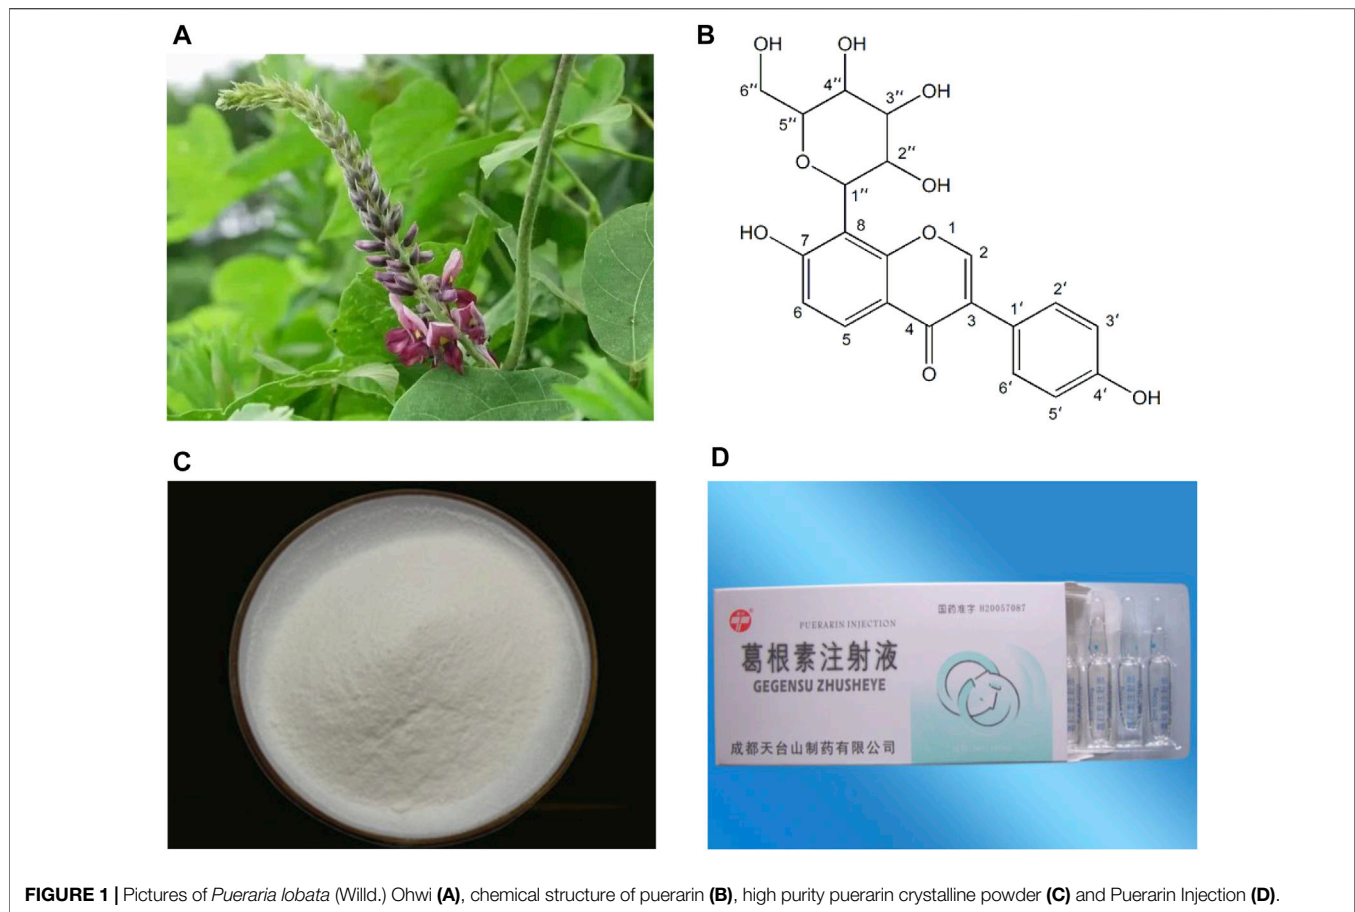 A
B
OH
OH
6″
4″
3″
OH
5″
2″
O
OH
1″
HO
7
8
O
1
2
6
5
4
3
1′
2′
3′
O
6′
5′
4′
OH
C
D
国药准字 H20057087
PUERARIN INJECTION
葛根素注射液
GEGENSU ZHUSHEYE
成都天台山制药有限公司
FIGURE 1 | Pictures of Pueraria lobata (Willd.) Ohwi (A), chemical structure of puerarin (B), high purity puerarin crystalline powder (C) and Puerarin Injection (D).